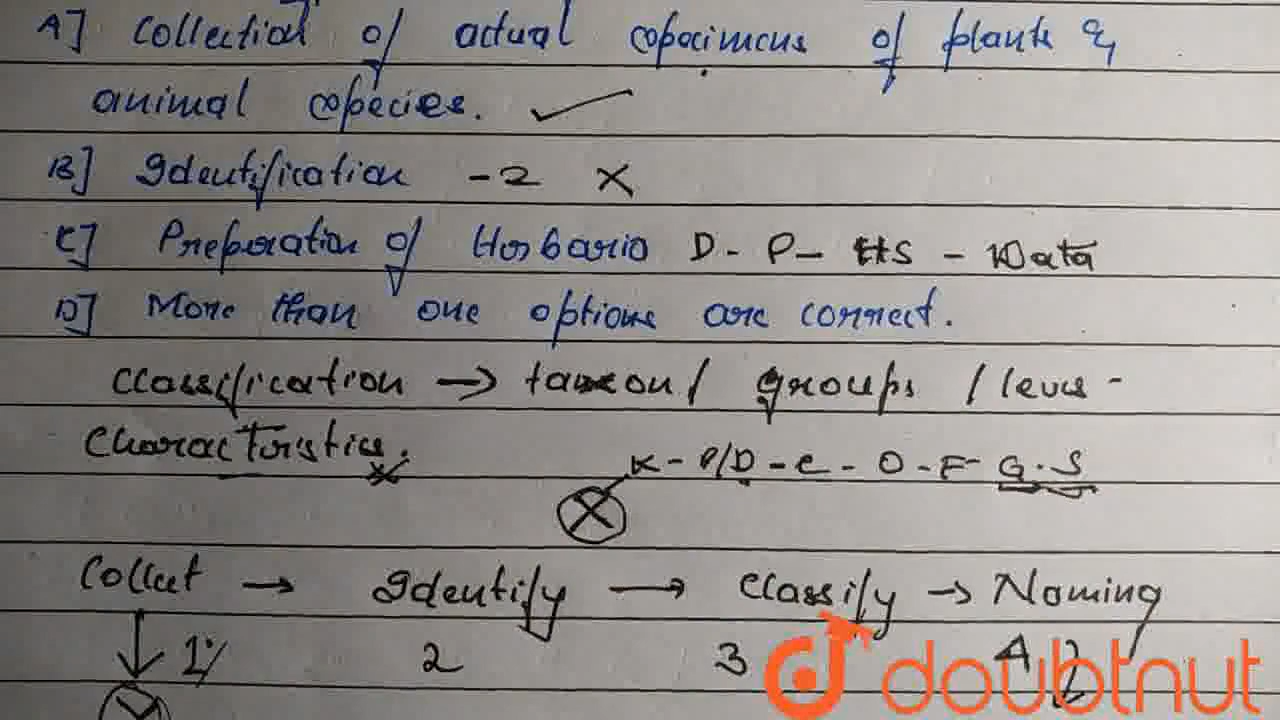 A] Collection of actual specimens of plants &
animal species. ✓
B] Identification - 2 X
C] Preparation of Herbaria D - P - HS - Data
D] More than one options are correct.
Classification → taxon / groups / levels -
Characteristics. X
K - P/D - C - O - F - G - S
X
Collect → Identify → Classify → Naming
1 2 3 4
doubtnut